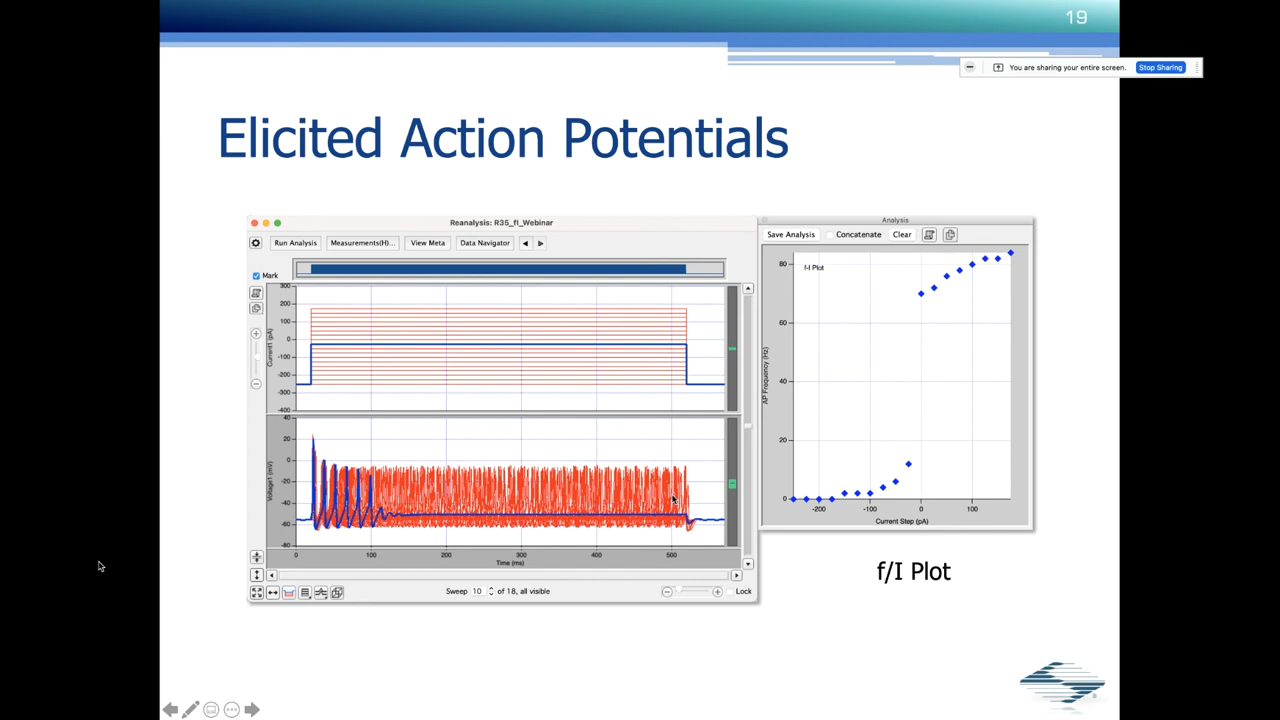 19
You are sharing your entire screen. Stop Sharing
Elicited Action Potentials
Reanalysis: R35_fI_Webinar
Run Analysis Measurements(H)... View Meta Data Navigator
Mark
300
200
100
0
-100
-200
-300
-400
Current1 (pA)
40
20
0
-20
-40
-60
-80
Voltage1 (mV)
0 100 200 300 400 500
Time (ms)
Sweep 10 of 18, all visible
Lock
Analysis
Save Analysis Concatenate Clear
f-I Plot
80
60
40
20
0
AP Frequency (Hz)
-200 -100 0 100
Current Step (pA)
f/I Plot